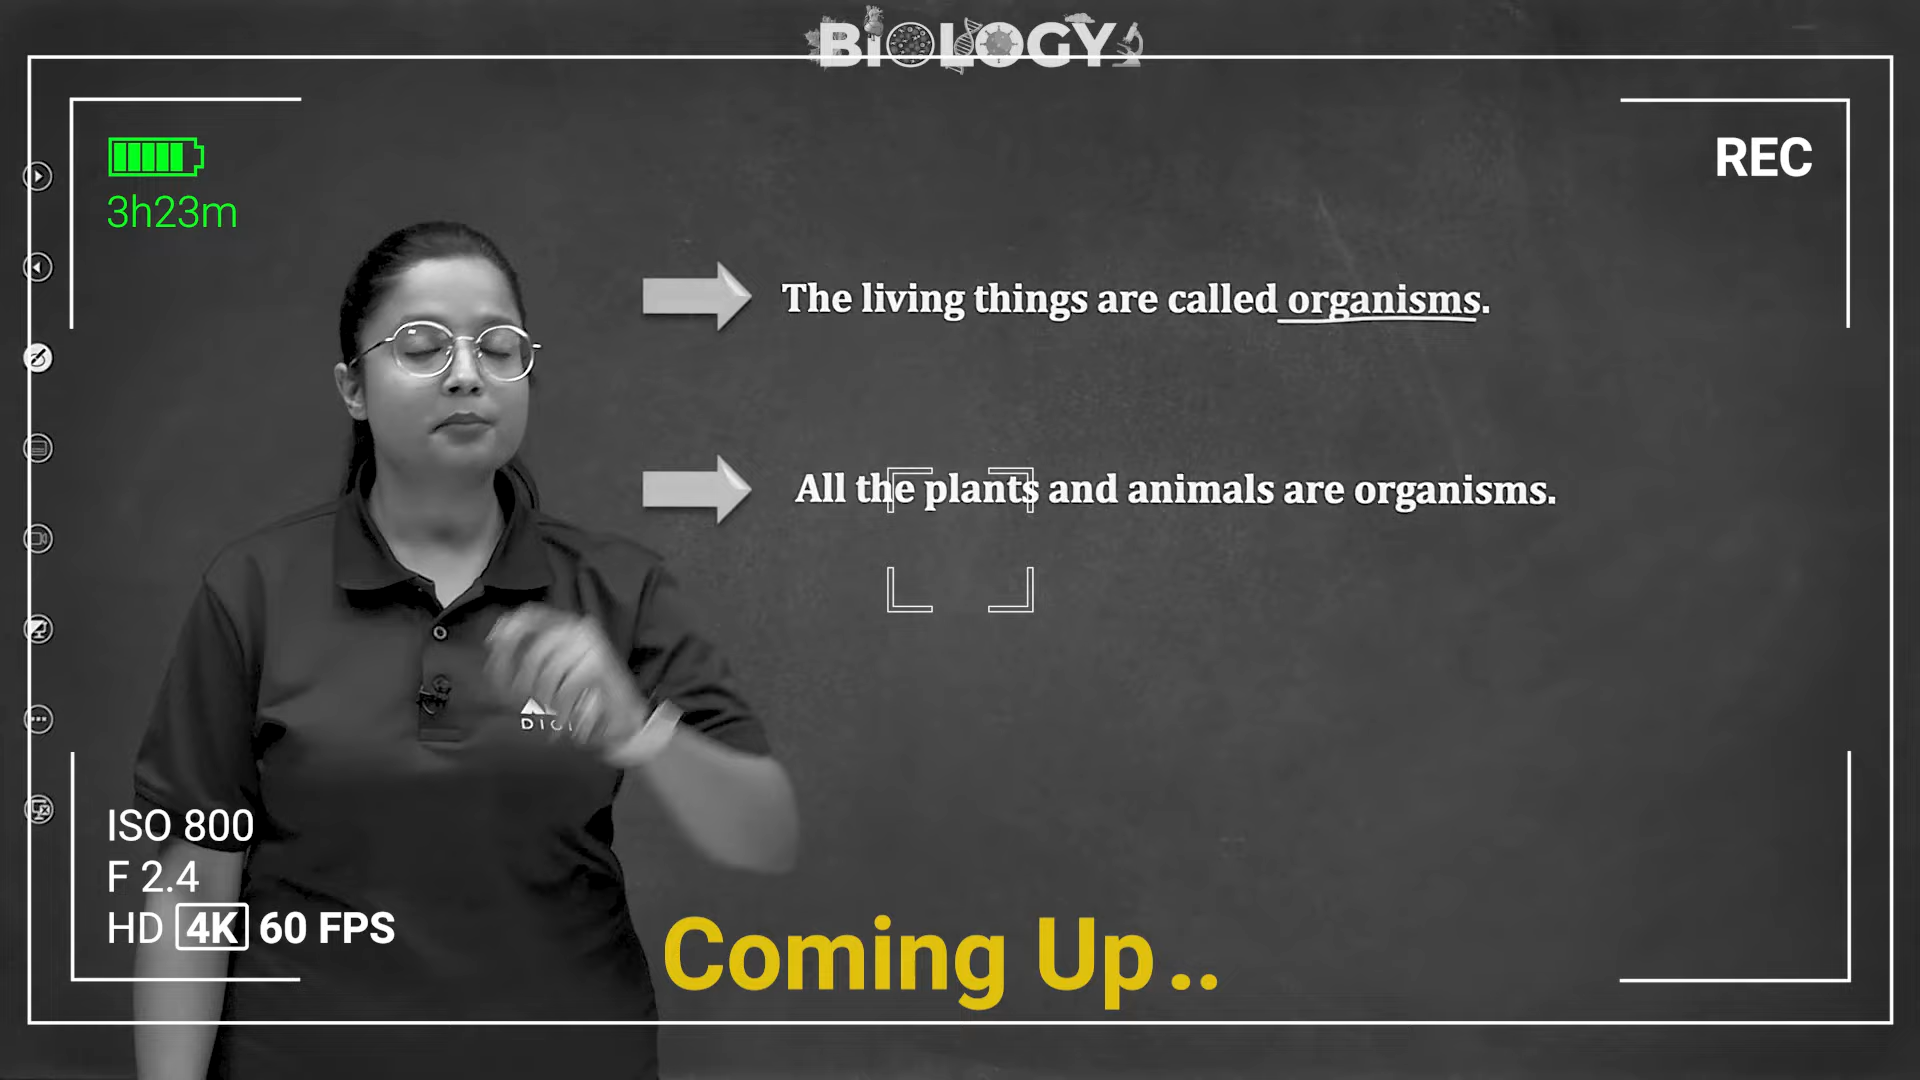 BiOLOGY
3h23m
REC
The living things are called organisms.
All the plants and animals are organisms.
DIGI
ISO 800
F 2.4
HD 4K 60 FPS
Coming Up..